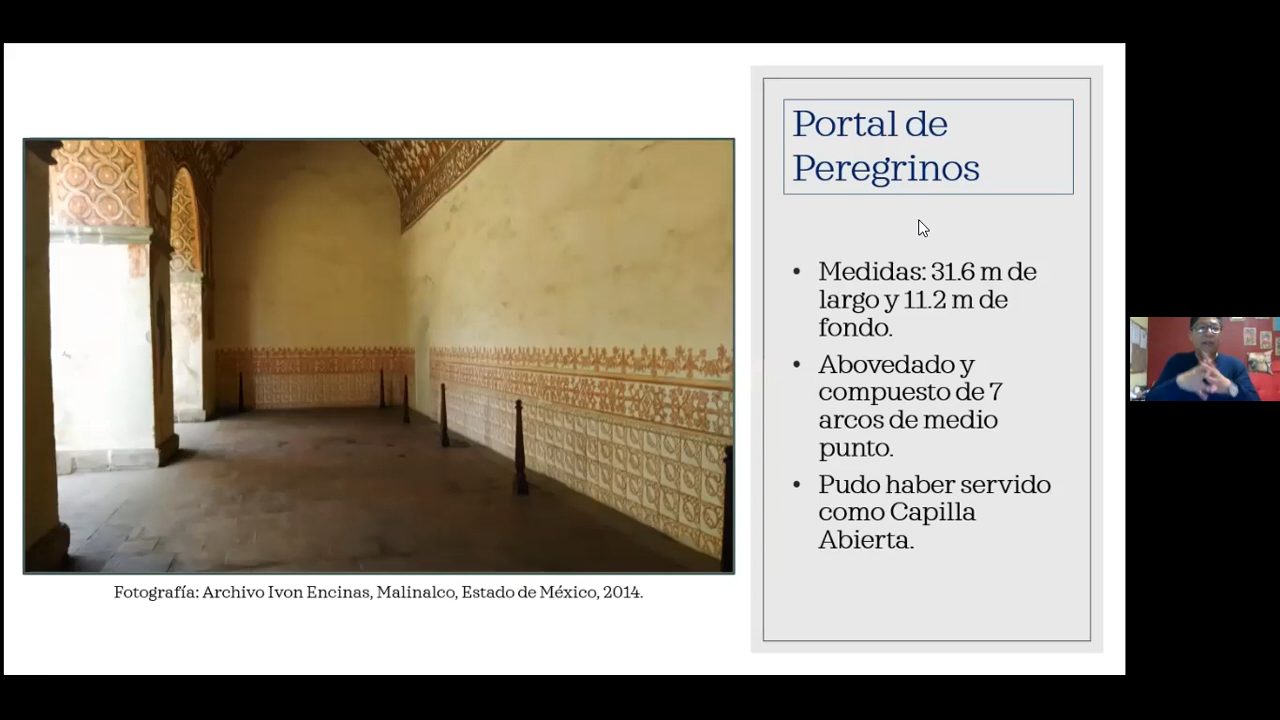 Portal de
Peregrinos
• Medidas: 31.6 m de
largo y 11.2 m de
fondo.
• Abovedado y
compuesto de 7
arcos de medio
punto.
• Pudo haber servido
como Capilla
Abierta.
Fotografía: Archivo Ivon Encinas, Malinalco, Estado de México, 2014.